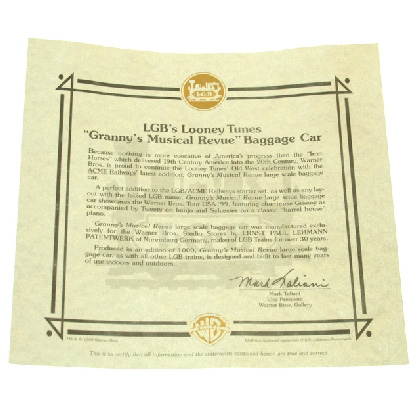 LGB
LGB's Looney Tunes
"Granny's Musical Revue" Baggage Car
Because nothing is more evocative of America's progress than the "Iron
Horses" which delivered 19th Century America into the 20th Century, Warner
Bros. is proud to continue the Looney Tunes' Old West celebration with the
ACME Railways' latest addition, Granny's Musical Revue large scale baggage
car.
A perfect addition to the LGB/ACME Railways starter set, as well as any lay-
out with the fabled LGB name, Granny's Musical Revue large scale baggage
car showcases the Warner Bros. Tour USA '99, featuring chanteuse Granny as
accompanied by Tweety on banjo and Sylvester on a classic "barrel house"
piano.
Granny's Musical Revue large scale baggage car was manufactured exclu-
sively for the Warner Bros. Studio Stores by ERNST PAUL LEHMANN
PATENTWERK of Nuremburg Germany, makers of LGB Trains for over 30 years.
Produced in an edition of 1,000, Granny's Musical Revue large scale bag-
gage car, as with all other LGB trains, is designed and built to last many years
of use indoors and outdoors.
Mark Taliani
Mark Taliani
Vice President
Warner Bros. Gallery
WB
This is to certify that all information and the statements contained herein are true and correct.